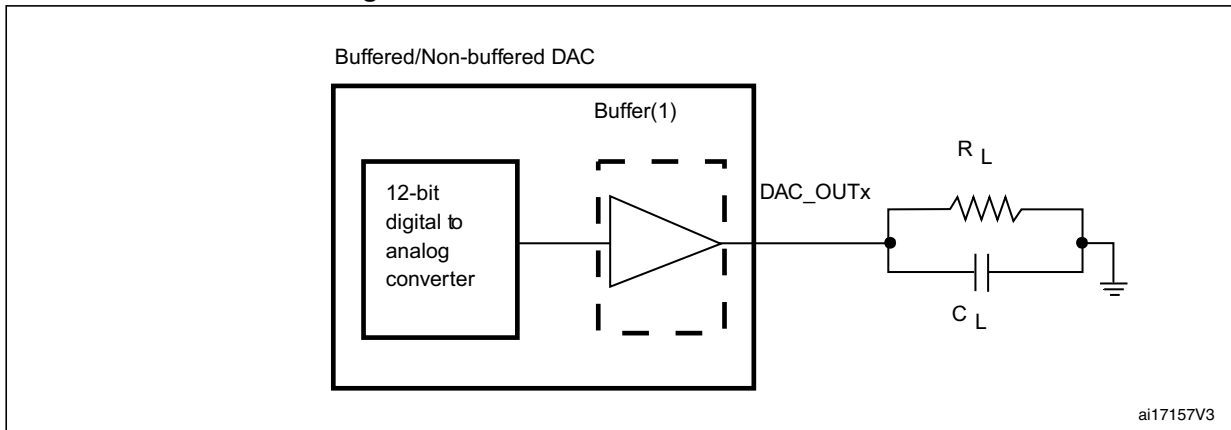 Buffered/Non-buffered DAC
Buffer(1)
12-bit
digital to
analog
converter
DAC_OUTx
R L
C L
ai17157V3